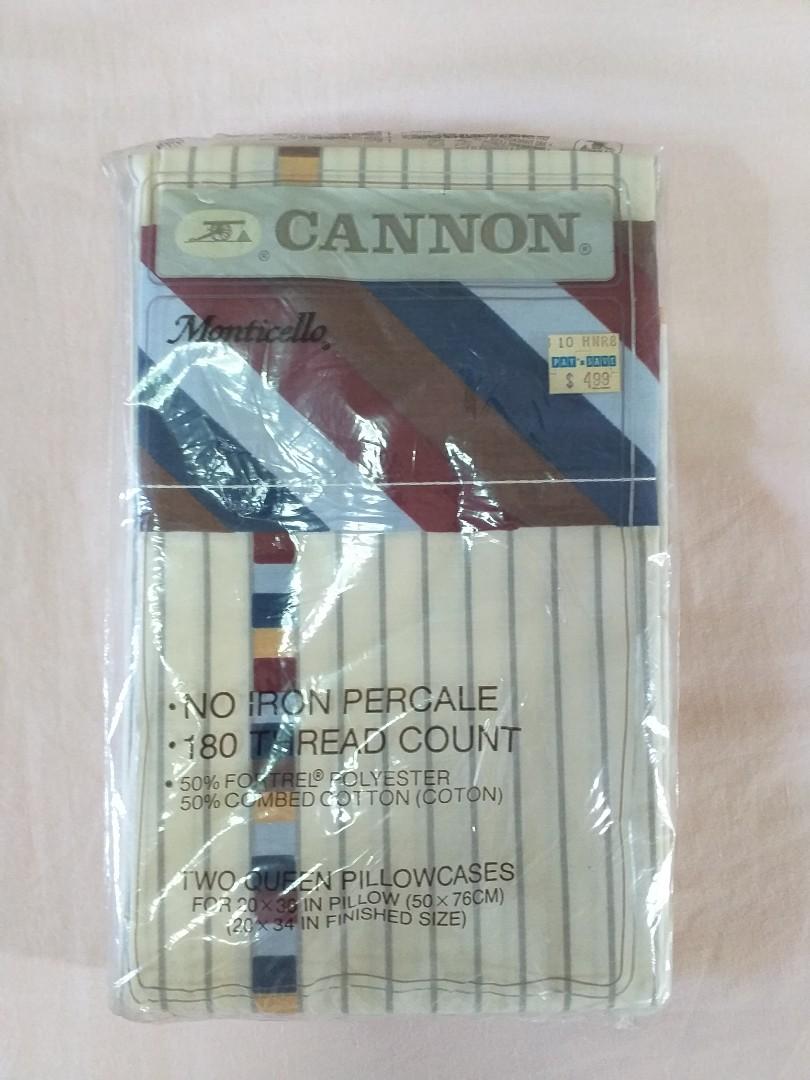 ® CANNON®
Monticello®
10 HNR8
PAY 'n SAVE
$ 4.99
• NO IRON PERCALE
• 180 THREAD COUNT
• 50% FORTREL® POLYESTER
50% COMBED COTTON (COTON)
TWO QUEEN PILLOWCASES
FOR 20 × 30 IN PILLOW (50 × 76CM)
(20 × 34 IN FINISHED SIZE)